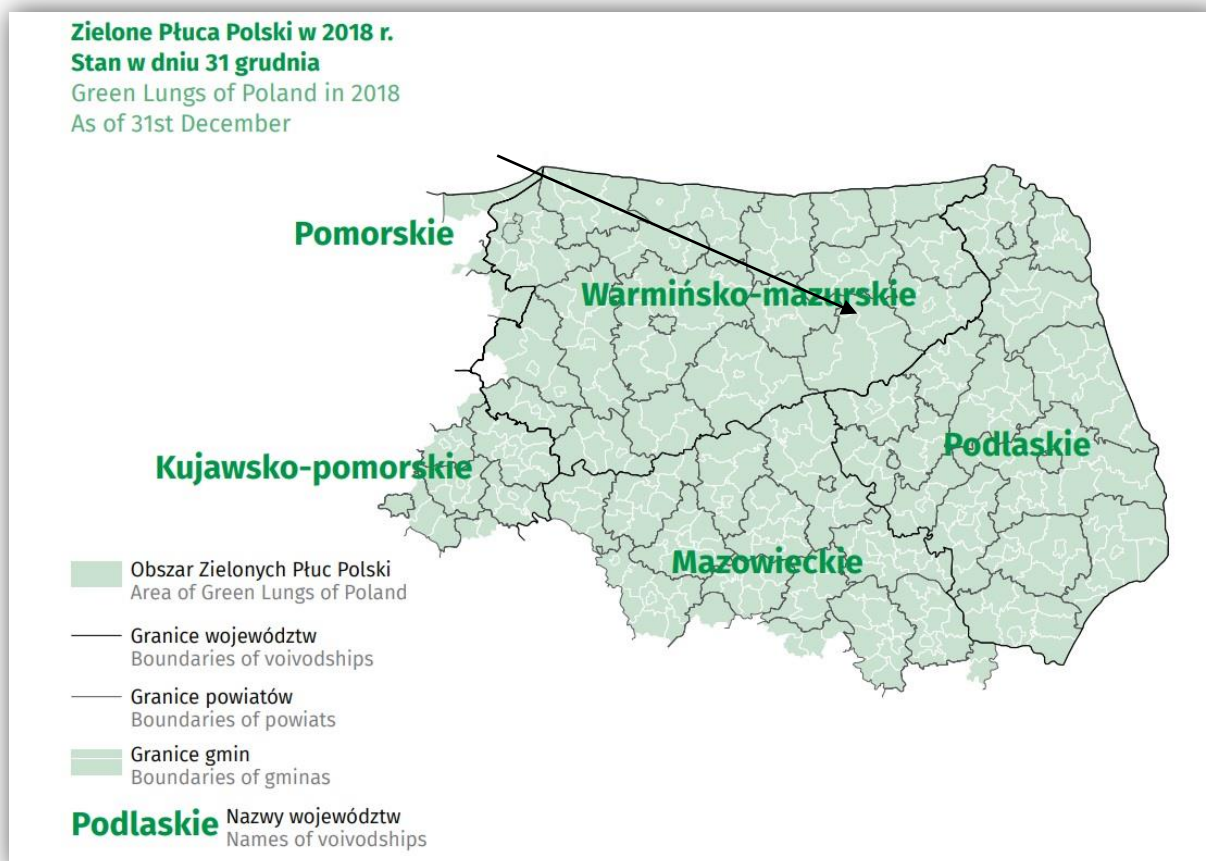 Zielone Płuca Polski w 2018 r.
Stan w dniu 31 grudnia
Green Lungs of Poland in 2018
As of 31st December
Pomorskie
Warmińsko-mazurskie
Podlaskie
Kujawsko-pomorskie
Mazowieckie
Obszar Zielonych Płuc Polski
Area of Green Lungs of Poland
Granice województw
Boundaries of voivodships
Granice powiatów
Boundaries of powiats
Granice gmin
Boundaries of gminas
Podlaskie Nazwy województw
Names of voivodships